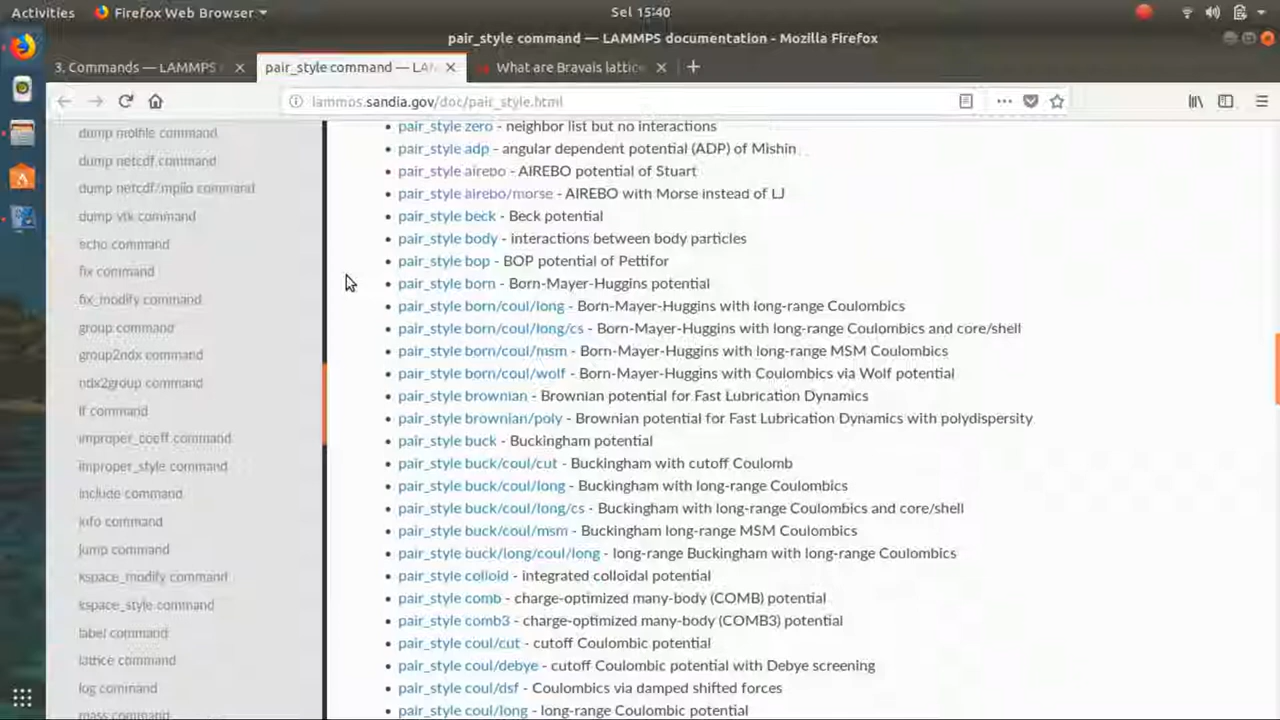 Activities Firefox Web Browser Sel 15:40
pair_style command — LAMMPS documentation - Mozilla Firefox
3. Commands — LAMMPS pair_style command — LAM What are Bravais lattic
lammps.sandia.gov/doc/pair_style.html
dump molfile command
dump netcdf command
dump netcdf/mpiio command
dump vtk command
echo command
fix command
fix_modify command
group command
group2ndx command
ndx2group command
if command
improper_coeff command
improper_style command
include command
info command
jump command
kspace_modify command
kspace_style command
label command
lattice command
log command
mass command
pair_style zero - neighbor list but no interactions
pair_style adp - angular dependent potential (ADP) of Mishin
pair_style airebo - AIREBO potential of Stuart
pair_style airebo/morse - AIREBO with Morse instead of LJ
pair_style beck - Beck potential
pair_style body - interactions between body particles
pair_style bop - BOP potential of Pettifor
pair_style born - Born-Mayer-Huggins potential
pair_style born/coul/long - Born-Mayer-Huggins with long-range Coulombics
pair_style born/coul/long/cs - Born-Mayer-Huggins with long-range Coulombics and core/shell
pair_style born/coul/msm - Born-Mayer-Huggins with long-range MSM Coulombics
pair_style born/coul/wolf - Born-Mayer-Huggins with Coulombics via Wolf potential
pair_style brownian - Brownian potential for Fast Lubrication Dynamics
pair_style brownian/poly - Brownian potential for Fast Lubrication Dynamics with polydispersity
pair_style buck - Buckingham potential
pair_style buck/coul/cut - Buckingham with cutoff Coulomb
pair_style buck/coul/long - Buckingham with long-range Coulombics
pair_style buck/coul/long/cs - Buckingham with long-range Coulombics and core/shell
pair_style buck/coul/msm - Buckingham long-range MSM Coulombics
pair_style buck/long/coul/long - long-range Buckingham with long-range Coulombics
pair_style colloid - integrated colloidal potential
pair_style comb - charge-optimized many-body (COMB) potential
pair_style comb3 - charge-optimized many-body (COMB3) potential
pair_style coul/cut - cutoff Coulombic potential
pair_style coul/debye - cutoff Coulombic potential with Debye screening
pair_style coul/dsf - Coulombics via damped shifted forces
pair_style coul/long - long-range Coulombic potential